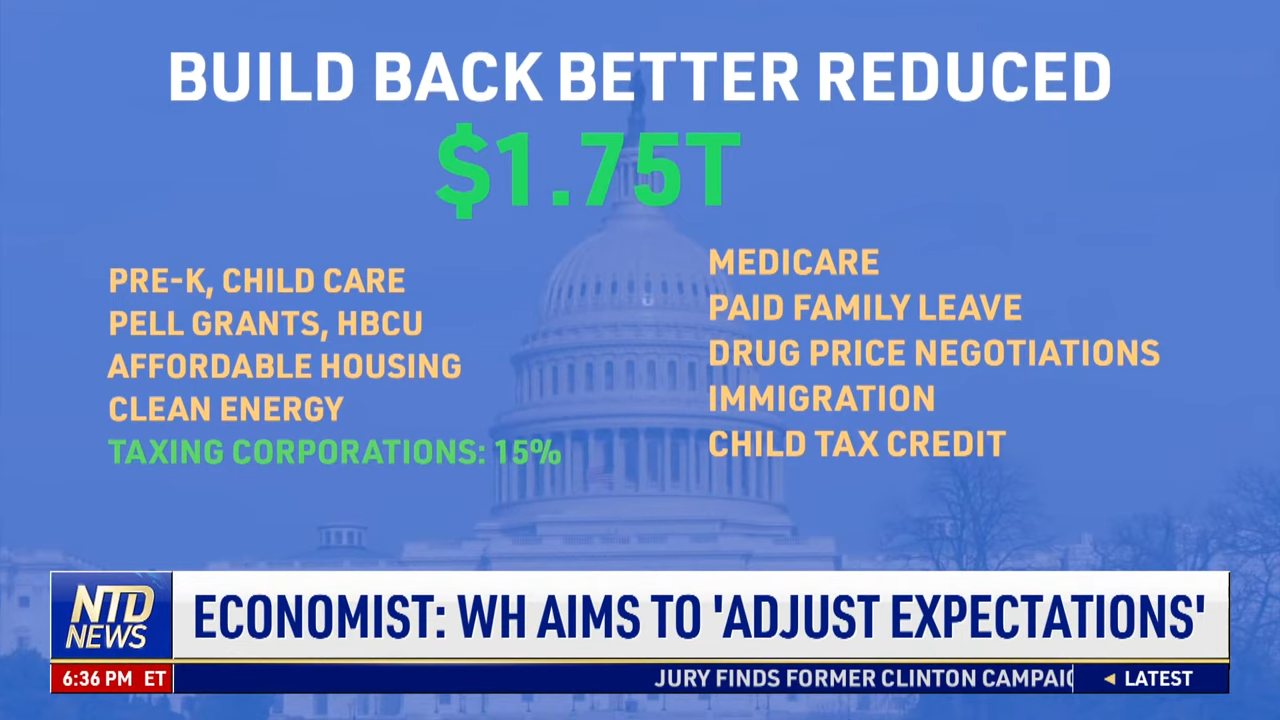 BUILD BACK BETTER REDUCED
$1.75T
PRE-K, CHILD CARE
PELL GRANTS, HBCU
AFFORDABLE HOUSING
CLEAN ENERGY
TAXING CORPORATIONS: 15%
MEDICARE
PAID FAMILY LEAVE
DRUG PRICE NEGOTIATIONS
IMMIGRATION
CHILD TAX CREDIT
NTD
NEWS
ECONOMIST: WH AIMS TO 'ADJUST EXPECTATIONS'
6:36 PM ET
JURY FINDS FORMER CLINTON
LATEST